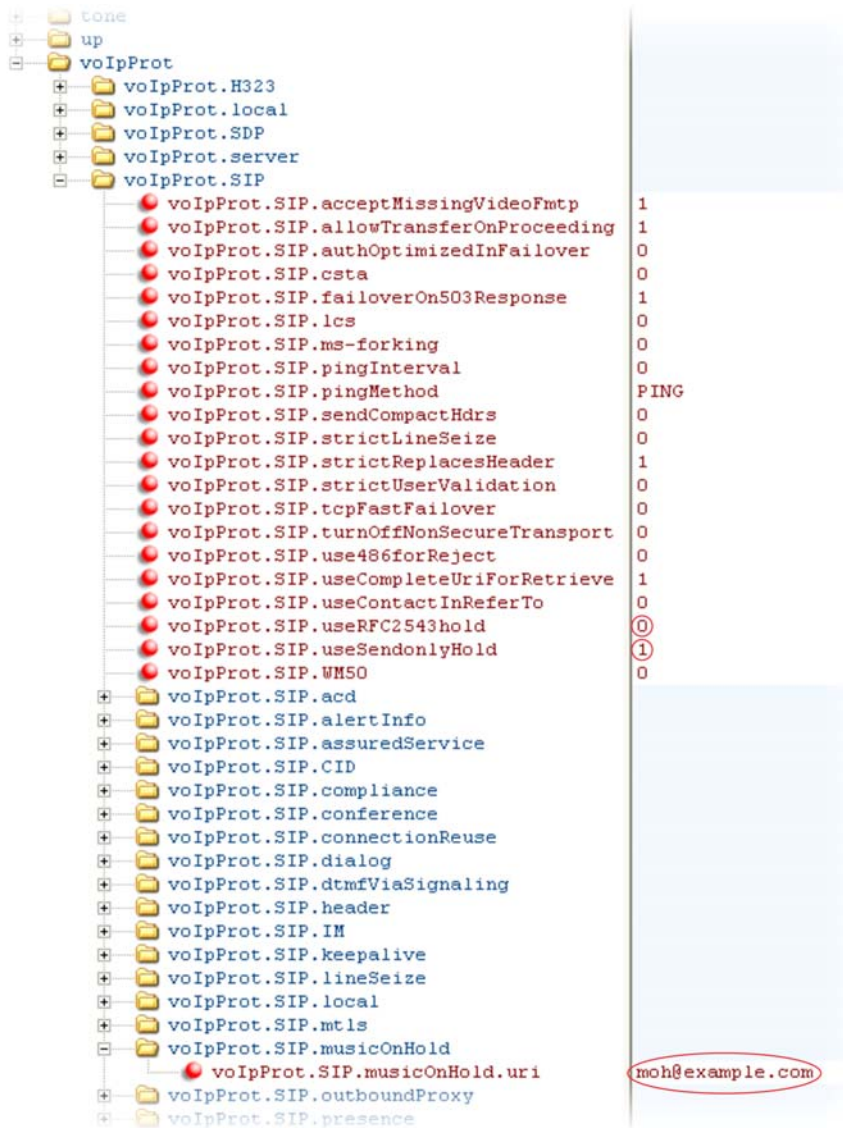 tone
up
voIpProt
voIpProt.H323
voIpProt.local
voIpProt.SDP
voIpProt.server
voIpProt.SIP
voIpProt.SIP.acceptMissingVideoFmtp 1
voIpProt.SIP.allowTransferOnProceeding 1
voIpProt.SIP.authOptimizedInFailover 0
voIpProt.SIP.csta 0
voIpProt.SIP.failoverOn503Response 1
voIpProt.SIP.lcs 0
voIpProt.SIP.ms-forking 0
voIpProt.SIP.pingInterval 0
voIpProt.SIP.pingMethod PING
voIpProt.SIP.sendCompactHdrs 0
voIpProt.SIP.strictLineSeize 0
voIpProt.SIP.strictReplacesHeader 1
voIpProt.SIP.strictUserValidation 0
voIpProt.SIP.tcpFastFailover 0
voIpProt.SIP.turnOffNonSecureTransport 0
voIpProt.SIP.use486forReject 0
voIpProt.SIP.useCompleteUriForRetrieve 1
voIpProt.SIP.useContactInReferTo 0
voIpProt.SIP.useRFC2543hold 0
voIpProt.SIP.useSendonlyHold 1
voIpProt.SIP.WM50 0
voIpProt.SIP.acd
voIpProt.SIP.alertInfo
voIpProt.SIP.assuredService
voIpProt.SIP.CID
voIpProt.SIP.compliance
voIpProt.SIP.conference
voIpProt.SIP.connectionReuse
voIpProt.SIP.dialog
voIpProt.SIP.dtmfViaSignaling
voIpProt.SIP.header
voIpProt.SIP.IM
voIpProt.SIP.keepalive
voIpProt.SIP.lineSeize
voIpProt.SIP.local
voIpProt.SIP.mtls
voIpProt.SIP.musicOnHold
voIpProt.SIP.musicOnHold.uri moh@example.com
voIpProt.SIP.outboundProxy
voIpProt.SIP.presence